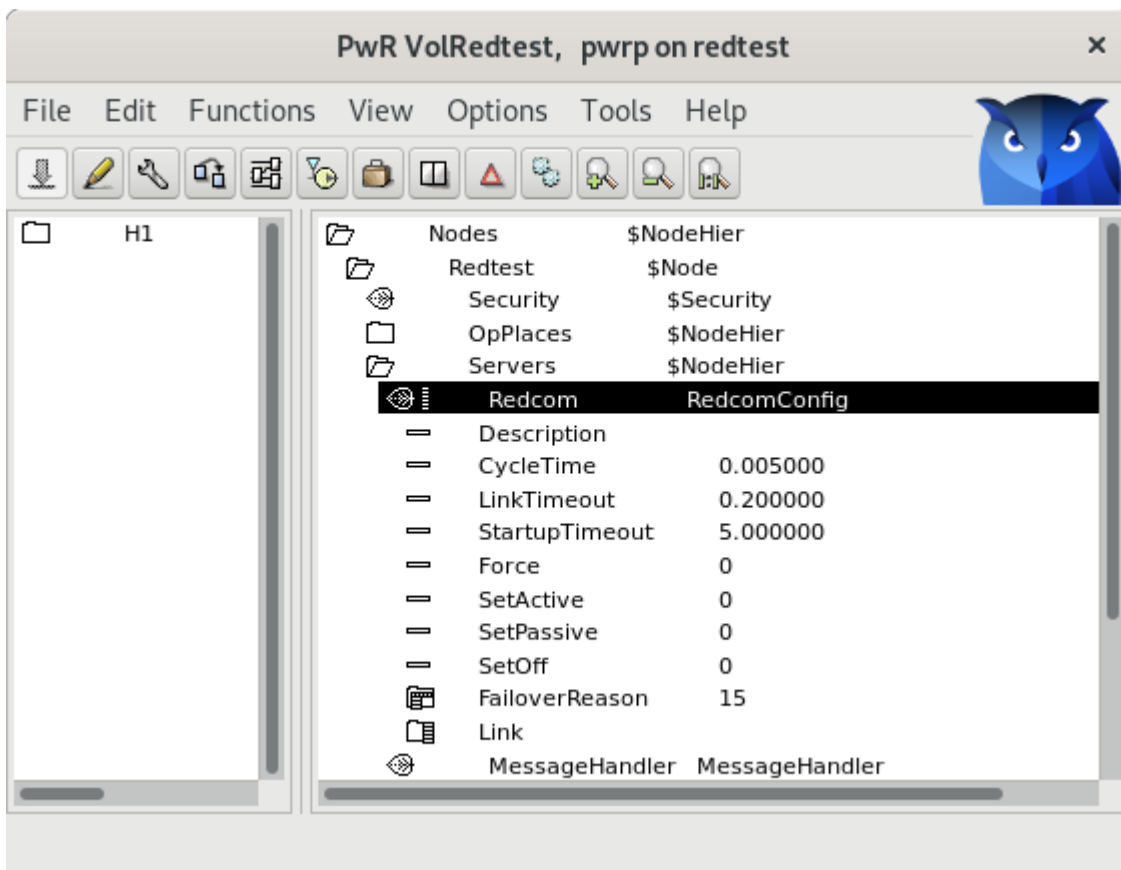 PwR VolRedtest, pwrp on redtest
File Edit Functions View Options Tools Help
H1
Nodes $NodeHier
Redtest $Node
Security $Security
OpPlaces $NodeHier
Servers $NodeHier
Redcom RedcomConfig
Description
CycleTime 0.005000
LinkTimeout 0.200000
StartupTimeout 5.000000
Force 0
SetActive 0
SetPassive 0
SetOff 0
FailoverReason 15
Link
MessageHandler MessageHandler